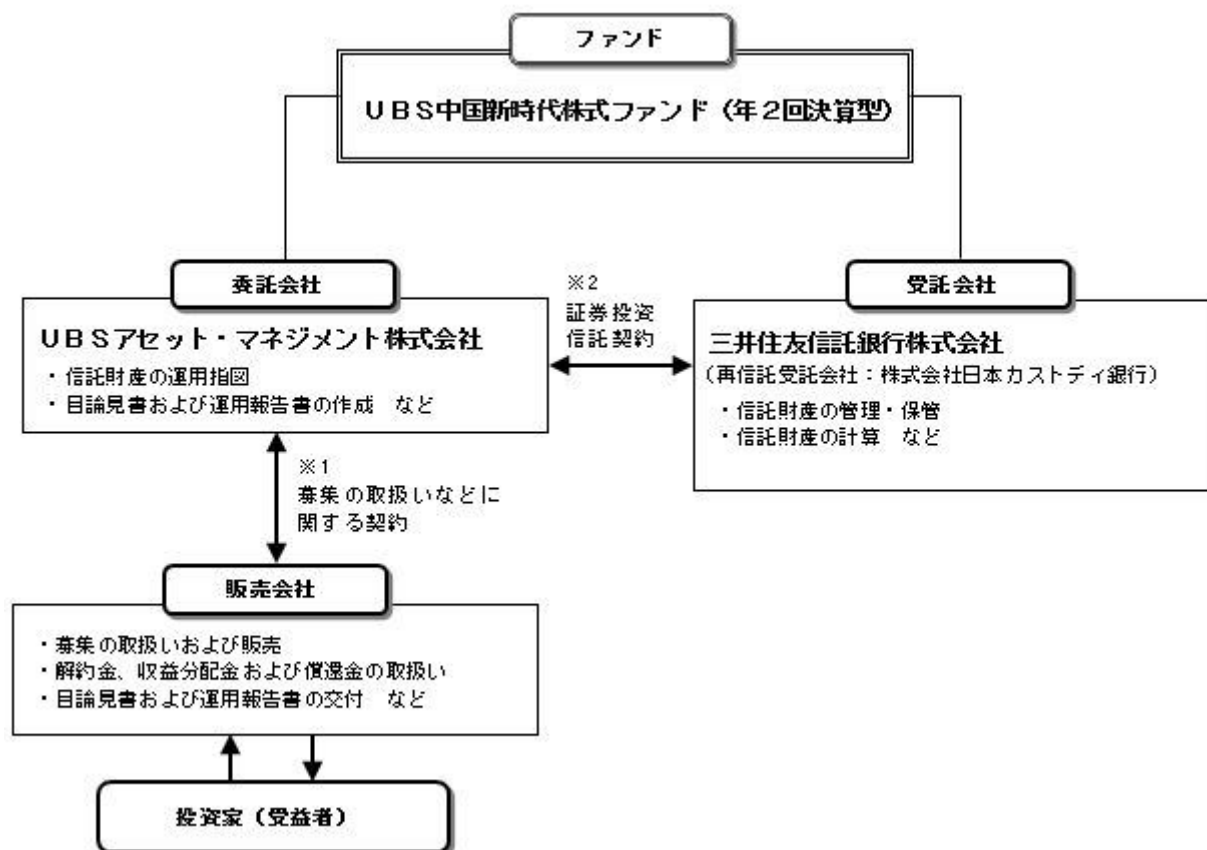 ファンド
UBS中国新時代株式ファンド(年2回決算型)
委託会社
UBSアセット・マネジメント株式会社
・信託財産の運用指図
・目論見書および運用報告書の作成 など
※2
証券投資
信託契約
受託会社
三井住友信託銀行株式会社
(再信託受託会社:株式会社日本カストディ銀行)
・信託財産の管理・保管
・信託財産の計算 など
※1
募集の取扱いなどに
関する契約
販売会社
・募集の取扱いおよび販売
・解約金、収益分配金および償還金の取扱い
・目論見書および運用報告書の交付 など
投資家(受益者)